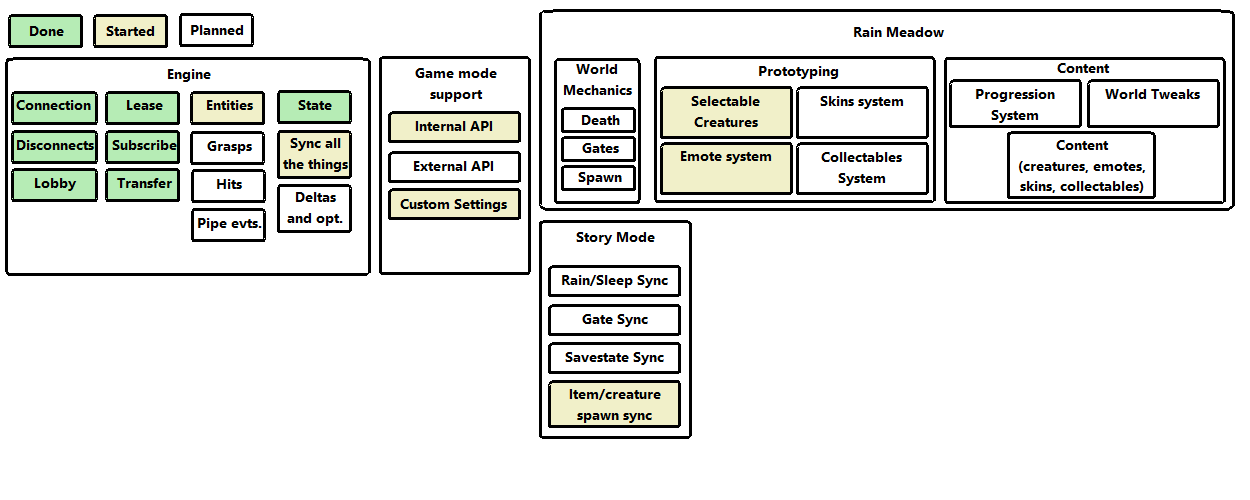 Done
Started
Planned
Engine
Connection
Disconnects
Lobby
Lease
Subscribe
Transfer
Entities
Grasps
Hits
Pipe evts.
State
Sync all
the things
Deltas
and opt.
Game mode
support
Internal API
External API
Custom Settings
Rain Meadow
World
Mechanics
Death
Gates
Spawn
Prototyping
Selectable
Creatures
Skins system
Emote system
Collectables
System
Content
Progression
System
World Tweaks
Content
(creatures, emotes,
skins, collectables)
Story Mode
Rain/Sleep Sync
Gate Sync
Savestate Sync
Item/creature
spawn sync